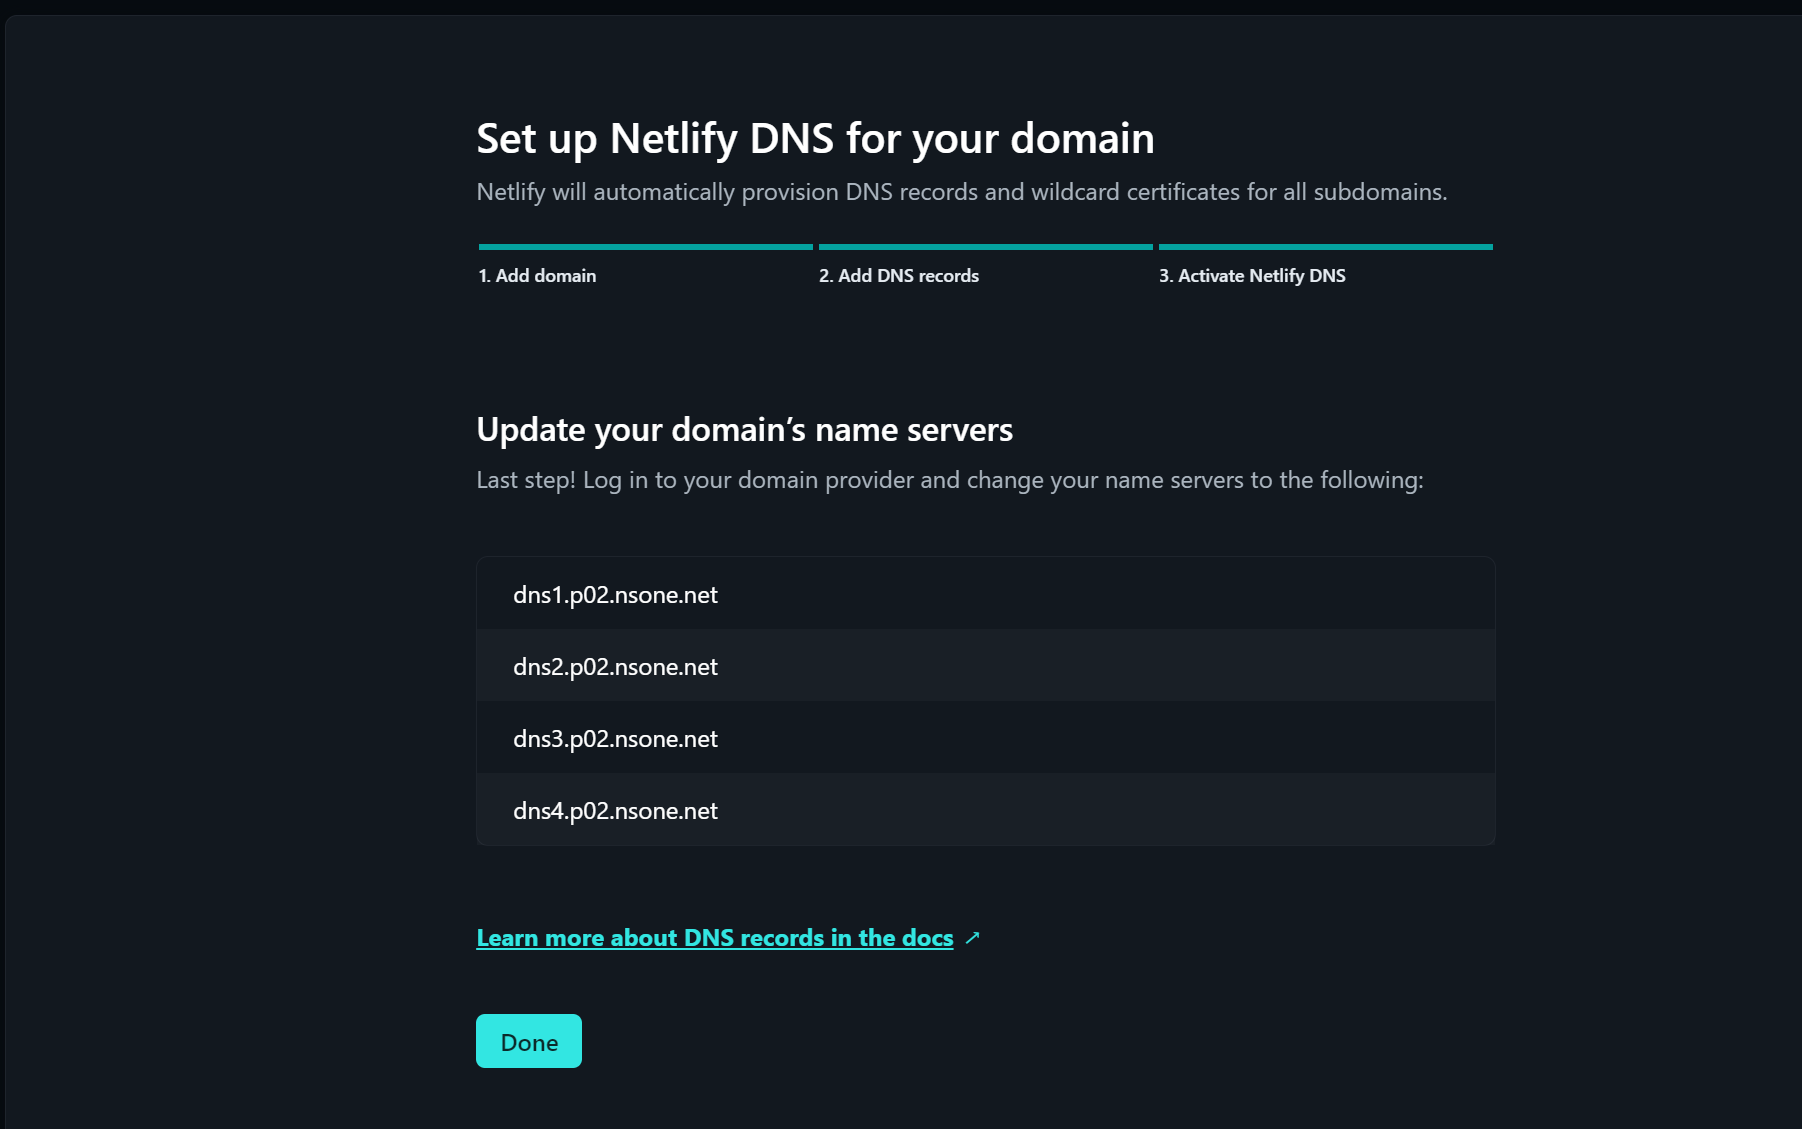 Set up Netlify DNS for your domain
Netlify will automatically provision DNS records and wildcard certificates for all subdomains.
1. Add domain
2. Add DNS records
3. Activate Netlify DNS
Update your domain’s name servers
Last step! Log in to your domain provider and change your name servers to the following:
dns1.p02.nsone.net
dns2.p02.nsone.net
dns3.p02.nsone.net
dns4.p02.nsone.net
Learn more about DNS records in the docs ↗
Done